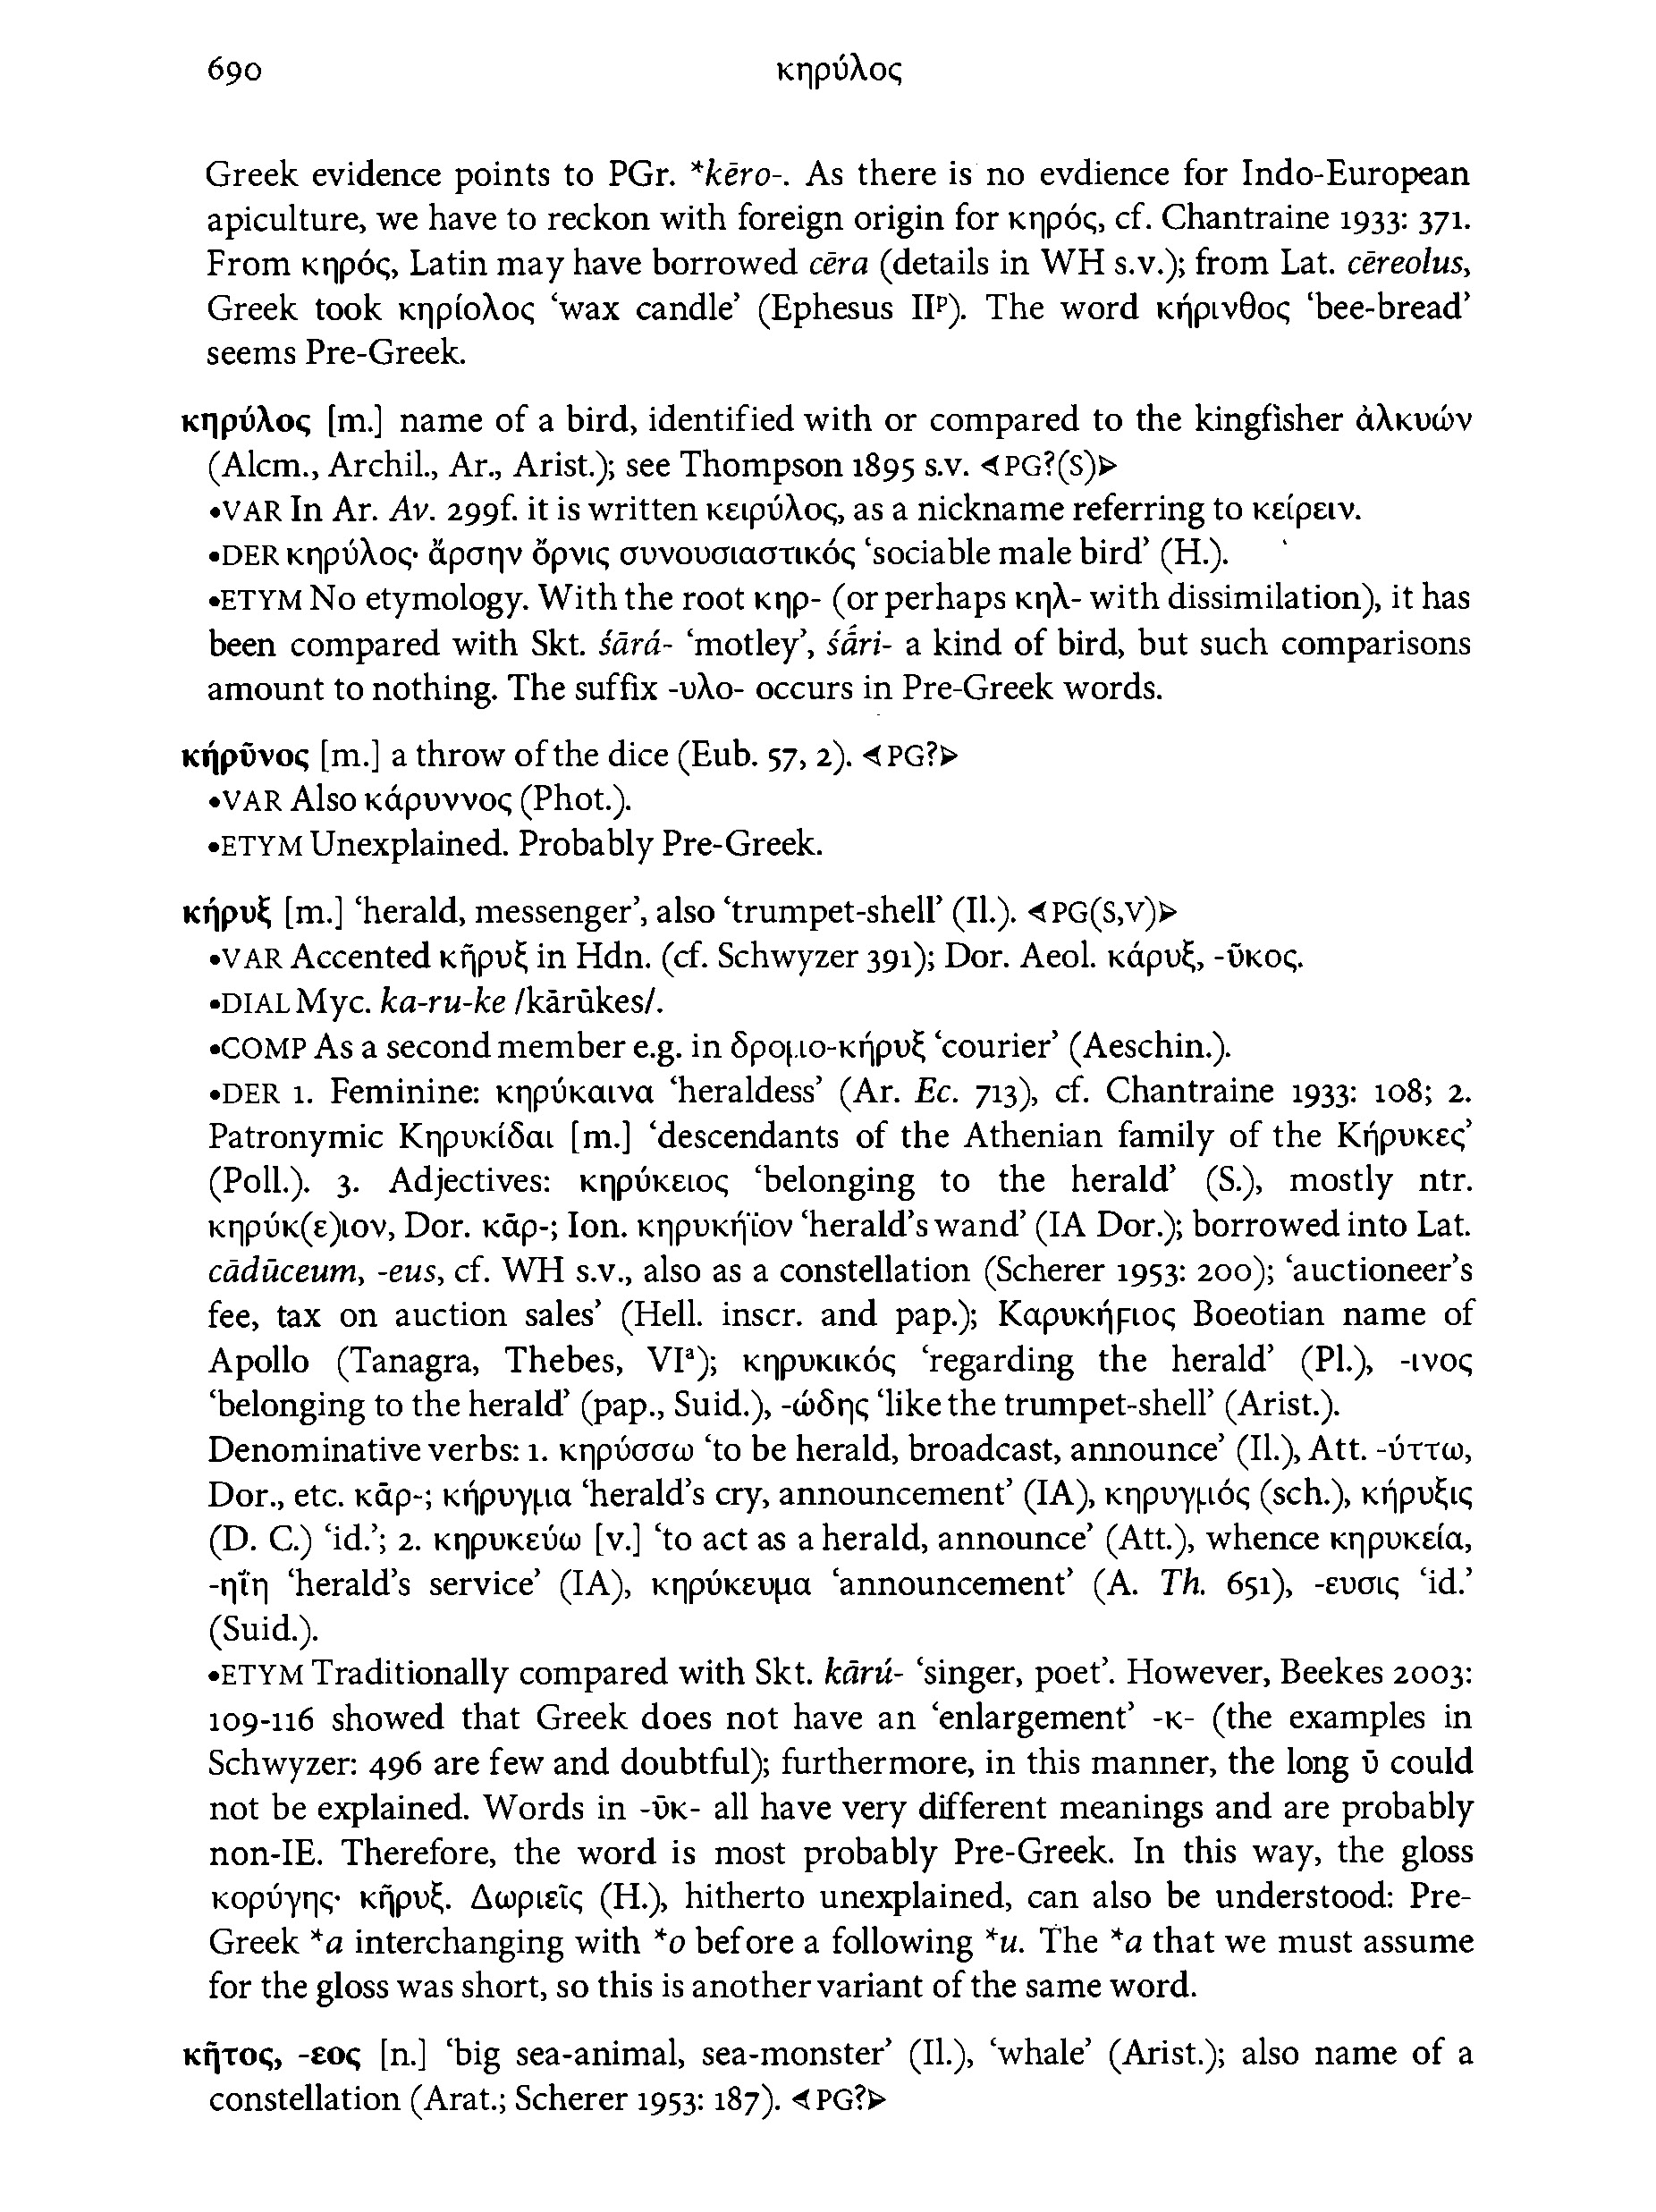 690
κηρύλος
Greek evidence points to PGr. *kēro-. As there is no evdience for Indo-European
apiculture, we have to reckon with foreign origin for κηρός, cf. Chantraine 1933: 371.
From κηρός, Latin may have borrowed cēra (details in WH s.v.); from Lat. cēreolus,
Greek took κηρίολος ‘wax candle’ (Ephesus IIᵖ). The word κήρινθος ‘bee-bread’
seems Pre-Greek.
κηρύλος [m.] name of a bird, identified with or compared to the kingfisher ἀλκυών
(Alcm., Archil., Ar., Arist.); see Thompson 1895 s.v. ⊲PG?(S)⊳
•VAR In Ar. Av. 299f. it is written κειρύλος, as a nickname referring to κείρειν.
•DER κηρύλος· ἄρσην ὄρνις συνουσιαστικός ‘sociable male bird’ (H.).
•ETYM No etymology. With the root κηρ- (or perhaps κηλ- with dissimilation), it has
been compared with Skt. śārá- ‘motley’, śā́ri- a kind of bird, but such comparisons
amount to nothing. The suffix -υλο- occurs in Pre-Greek words.
κήρῡνος [m.] a throw of the dice (Eub. 57, 2). ⊲PG?⊳
•VAR Also κάρυννος (Phot.).
•ETYM Unexplained. Probably Pre-Greek.
κήρυξ [m.] ‘herald, messenger’, also ‘trumpet-shell’ (Il.). ⊲PG(S,V)⊳
•VAR Accented κῆρυξ in Hdn. (cf. Schwyzer 391); Dor. Aeol. κάρυξ, -ῡκος.
•DIAL Myc. ka-ru-ke /kārūkes/.
•COMP As a second member e.g. in δρομο-κήρυξ ‘courier’ (Aeschin.).
•DER 1. Feminine: κηρύκαινα ‘heraldess’ (Ar. Ec. 713), cf. Chantraine 1933: 108; 2.
Patronymic Κηρυκίδαι [m.] ‘descendants of the Athenian family of the Κήρυκες’
(Poll.). 3. Adjectives: κηρύκειος ‘belonging to the herald’ (S.), mostly ntr.
κηρύκ(ε)ιον, Dor. κᾱρ-; Ion. κηρυκήϊον ‘herald’s wand’ (IA Dor.); borrowed into Lat.
cādūceum, -eus, cf. WH s.v., also as a constellation (Scherer 1953: 200); ‘auctioneer’s
fee, tax on auction sales’ (Hell. inscr. and pap.); Καρυκήϝιος Boeotian name of
Apollo (Tanagra, Thebes, VIᵃ); κηρυκικός ‘regarding the herald’ (Pl.), -ινος
‘belonging to the herald’ (pap., Suid.), -ώδης ‘like the trumpet-shell’ (Arist.).
Denominative verbs: 1. κηρύσσω ‘to be herald, broadcast, announce’ (Il.), Att. -ύττω,
Dor., etc. κᾱρ-; κήρυγμα ‘herald’s cry, announcement’ (IA), κηρυγμός (sch.), κήρυξις
(D. C.) ‘id.’; 2. κηρυκεύω [v.] ‘to act as a herald, announce’ (Att.), whence κηρυκεία,
-ηΐη ‘herald’s service’ (IA), κηρύκευμα ‘announcement’ (A. Th. 651), -ευσις ‘id.’
(Suid.).
•ETYM Traditionally compared with Skt. kārú- ‘singer, poet’. However, Beekes 2003:
109-116 showed that Greek does not have an ‘enlargement’ -κ- (the examples in
Schwyzer: 496 are few and doubtful); furthermore, in this manner, the long ῡ could
not be explained. Words in -ῡκ- all have very different meanings and are probably
non-IE. Therefore, the word is most probably Pre-Greek. In this way, the gloss
κορύγης· κῆρυξ. Δωριεῖς (H.), hitherto unexplained, can also be understood: Pre-
Greek *a interchanging with *o before a following *u. The *a that we must assume
for the gloss was short, so this is another variant of the same word.
κῆτος, -εος [n.] ‘big sea-animal, sea-monster’ (Il.), ‘whale’ (Arist.); also name of a
constellation (Arat.; Scherer 1953: 187). ⊲PG?⊳